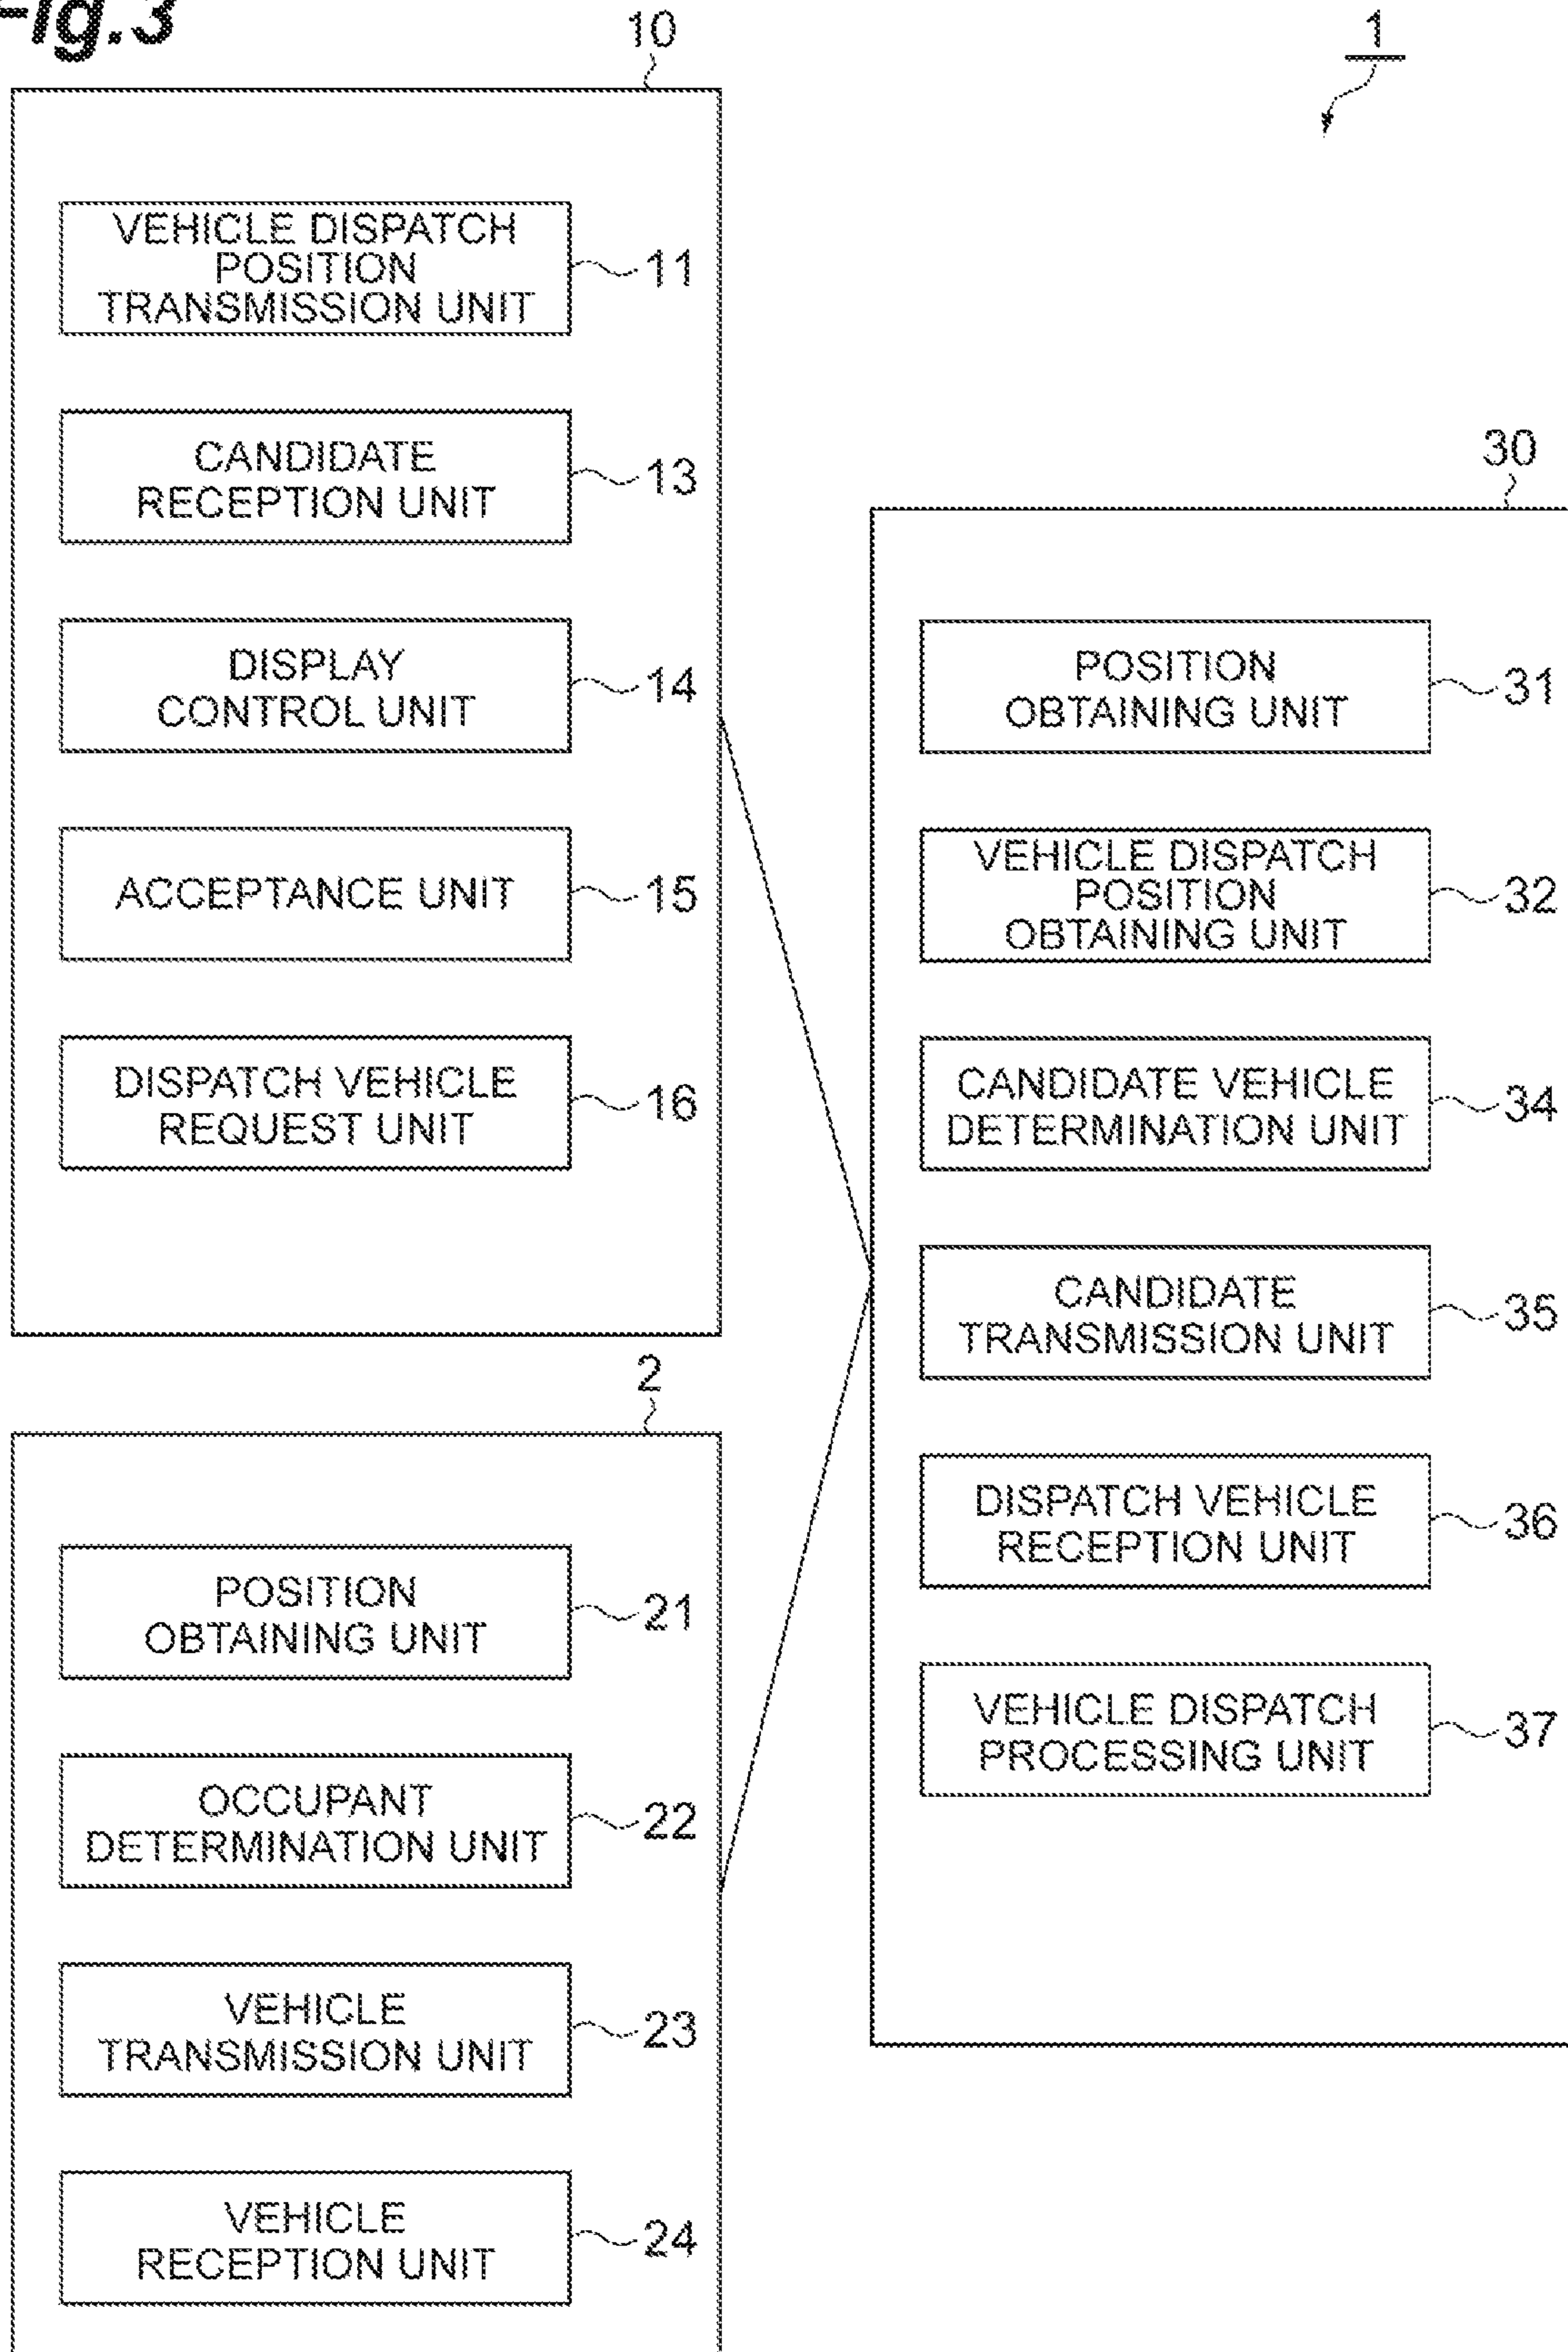 Fig.3
10
1
VEHICLE DISPATCH
POSITION
TRANSMISSION UNIT
11
CANDIDATE
RECEPTION UNIT
13
DISPLAY
CONTROL UNIT
14
ACCEPTANCE UNIT
15
DISPATCH VEHICLE
REQUEST UNIT
16
30
POSITION
OBTAINING UNIT
31
VEHICLE DISPATCH
POSITION
OBTAINING UNIT
32
CANDIDATE VEHICLE
DETERMINATION UNIT
34
CANDIDATE
TRANSMISSION UNIT
35
DISPATCH VEHICLE
RECEPTION UNIT
36
VEHICLE DISPATCH
PROCESSING UNIT
37
2
POSITION
OBTAINING UNIT
21
OCCUPANT
DETERMINATION UNIT
22
VEHICLE
TRANSMISSION UNIT
23
VEHICLE
RECEPTION UNIT
24